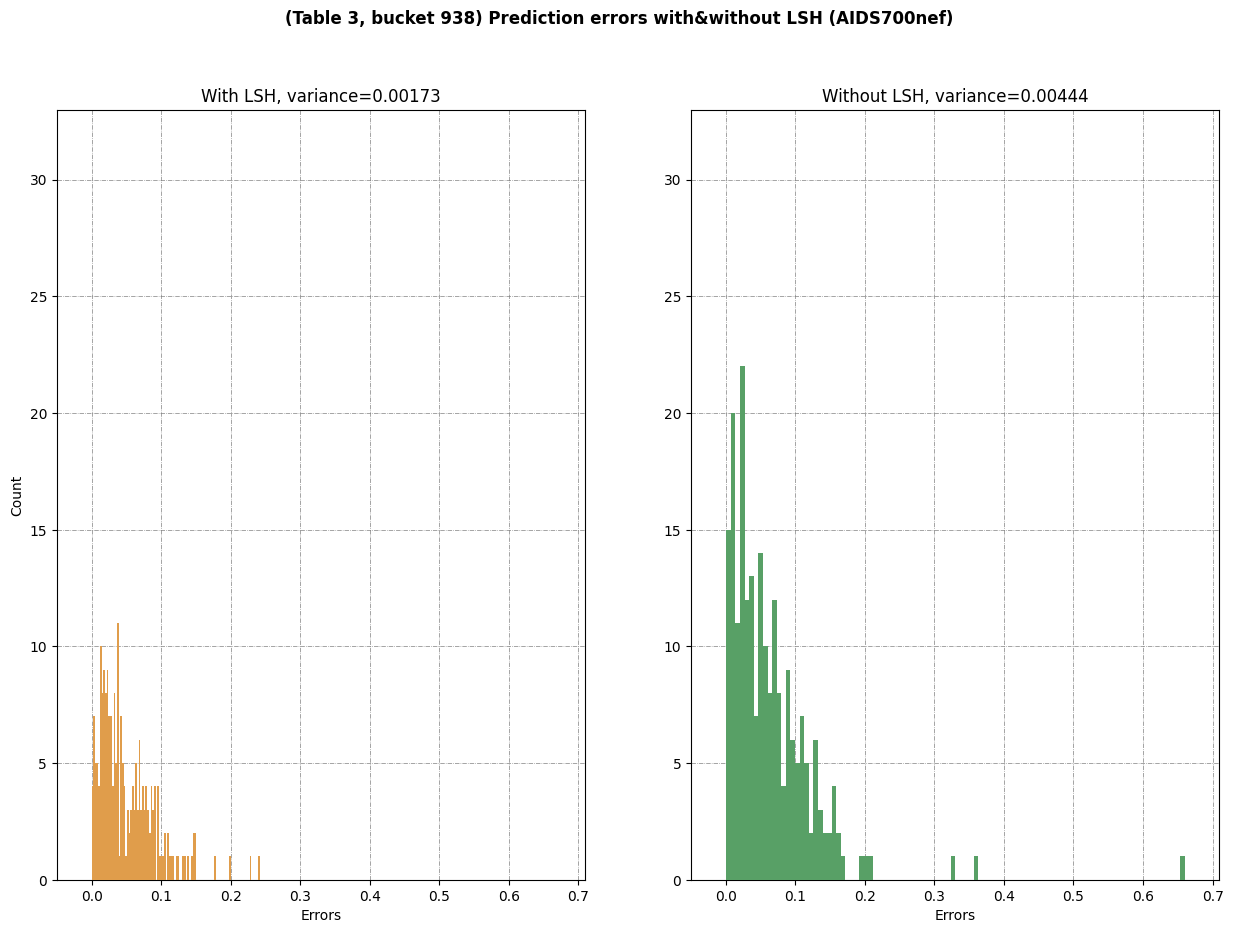 (Table 3, bucket 938) Prediction errors with&without LSH (AIDS700nef)
With LSH, variance=0.00173
30
25
20
15
10
5
0
Count
0.0 0.1 0.2 0.3 0.4 0.5 0.6 0.7
Errors
Without LSH, variance=0.00444
30
25
20
15
10
5
0
0.0 0.1 0.2 0.3 0.4 0.5 0.6 0.7
Errors